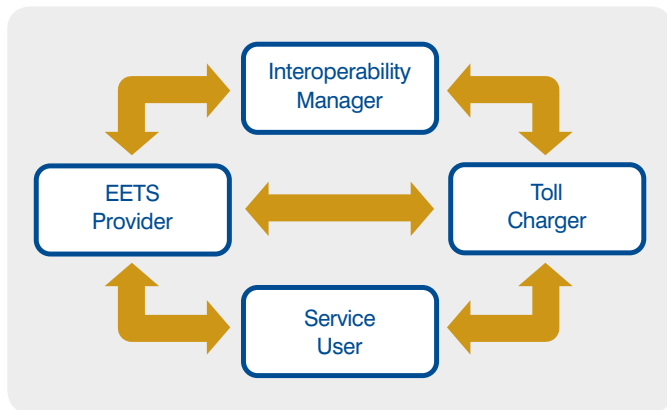 Interoperability
Manager
EETS
Provider
Toll
Charger
Service
User